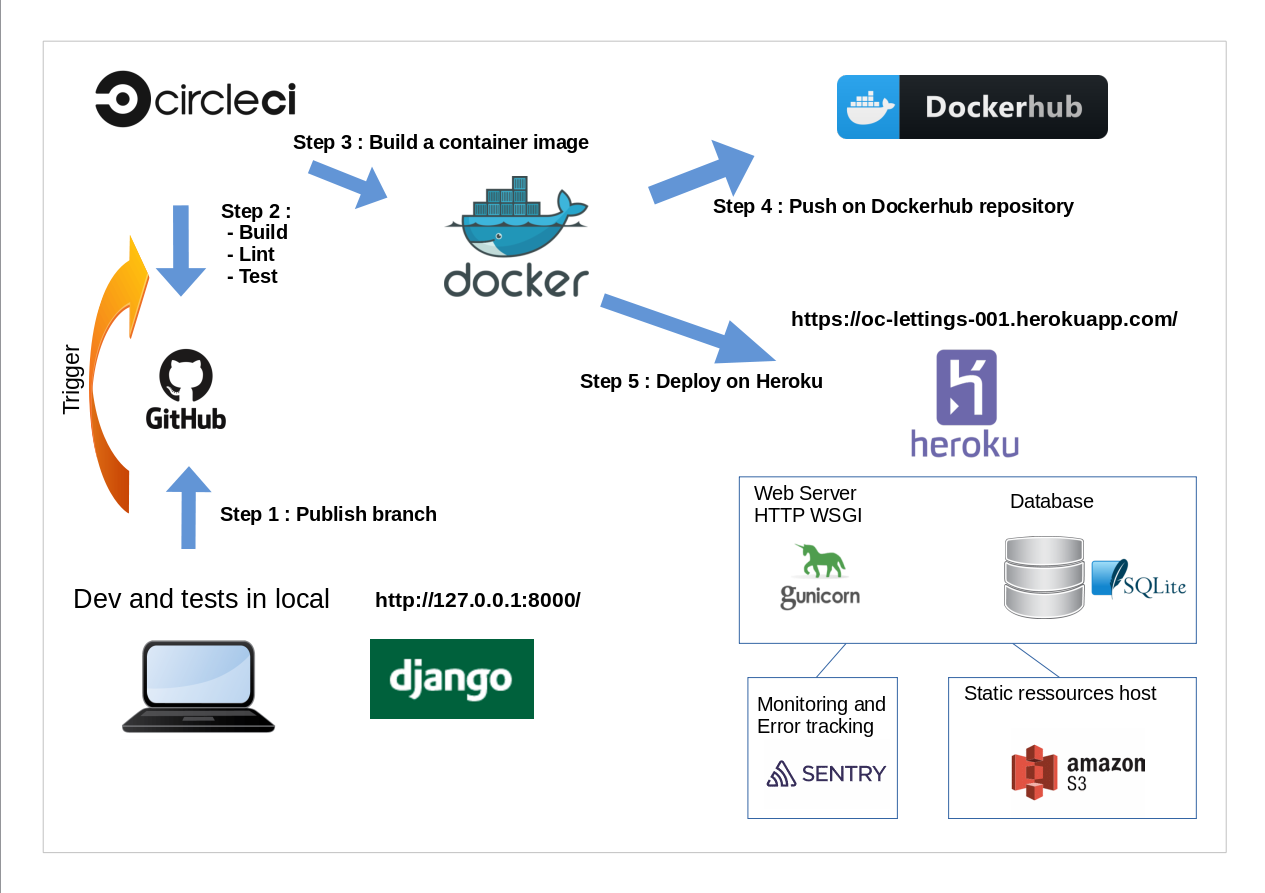 circleci
Dockerhub
Step 3 : Build a container image
Step 4 : Push on Dockerhub repository
Step 2 :
- Build
- Lint
- Test
docker
https://oc-lettings-001.herokuapp.com/
Trigger
GitHub
Step 5 : Deploy on Heroku
heroku
Step 1 : Publish branch
Web Server
HTTP WSGI
Database
gunicorn
SQLite
Dev and tests in local
http://127.0.0.1:8000/
django
Monitoring and
Error tracking
SENTRY
Static ressources host
amazon
S3